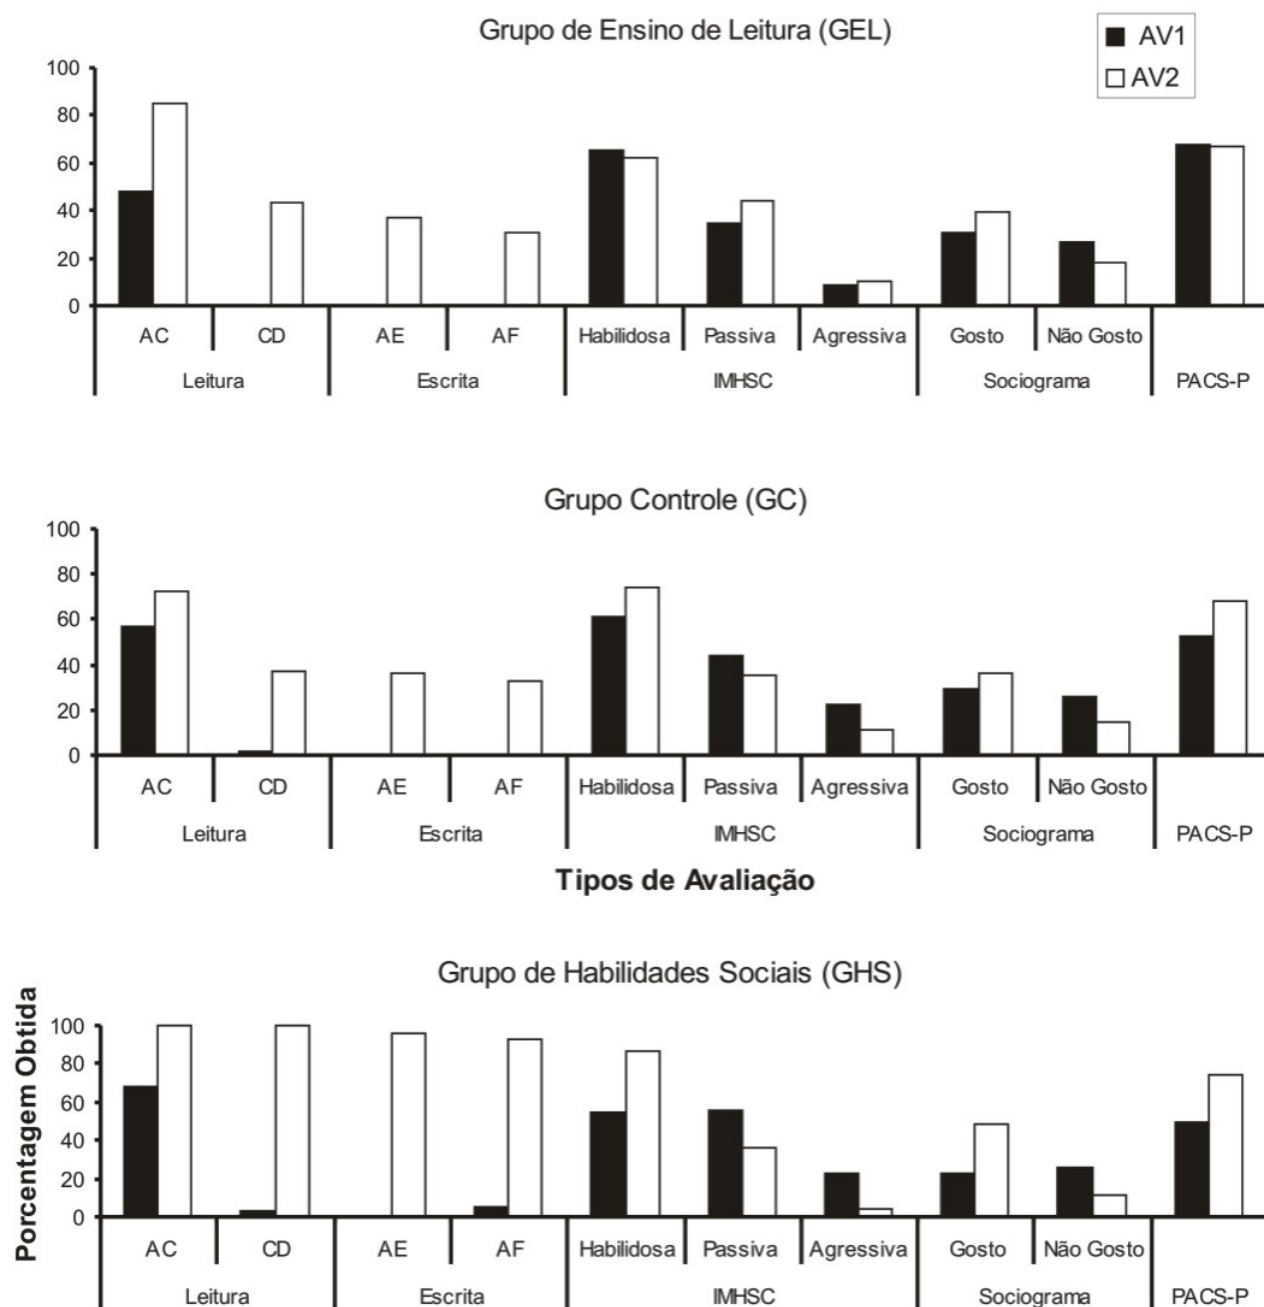 Grupo de Ensino de Leitura (GEL)
AV1
AV2
100
80
60
40
20
0
AC CD AE AF Habilidosa Passiva Agressiva Gosto Não Gosto
Leitura Escrita IMHSC Sociograma PACS-P
Grupo Controle (GC)
100
80
60
40
20
0
AC CD AE AF Habilidosa Passiva Agressiva Gosto Não Gosto
Leitura Escrita IMHSC Sociograma PACS-P
Tipos de Avaliação
Grupo de Habilidades Sociais (GHS)
Porcentagem Obtida
100
80
60
40
20
0
AC CD AE AF Habilidosa Passiva Agressiva Gosto Não Gosto
Leitura Escrita IMHSC Sociograma PACS-P